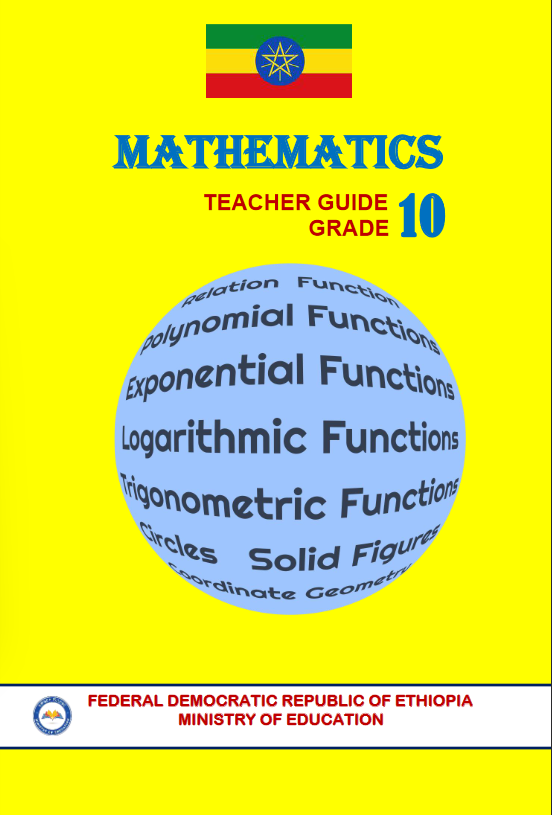 MATHEMATICS
TEACHER GUIDE
GRADE 10
Relation Function
Polynomial Functions
Exponential Functions
Logarithmic Functions
Trigonometric Functions
Circles Solid Figures
Coordinate Geometry
FEDERAL DEMOCRATIC REPUBLIC OF ETHIOPIA
MINISTRY OF EDUCATION